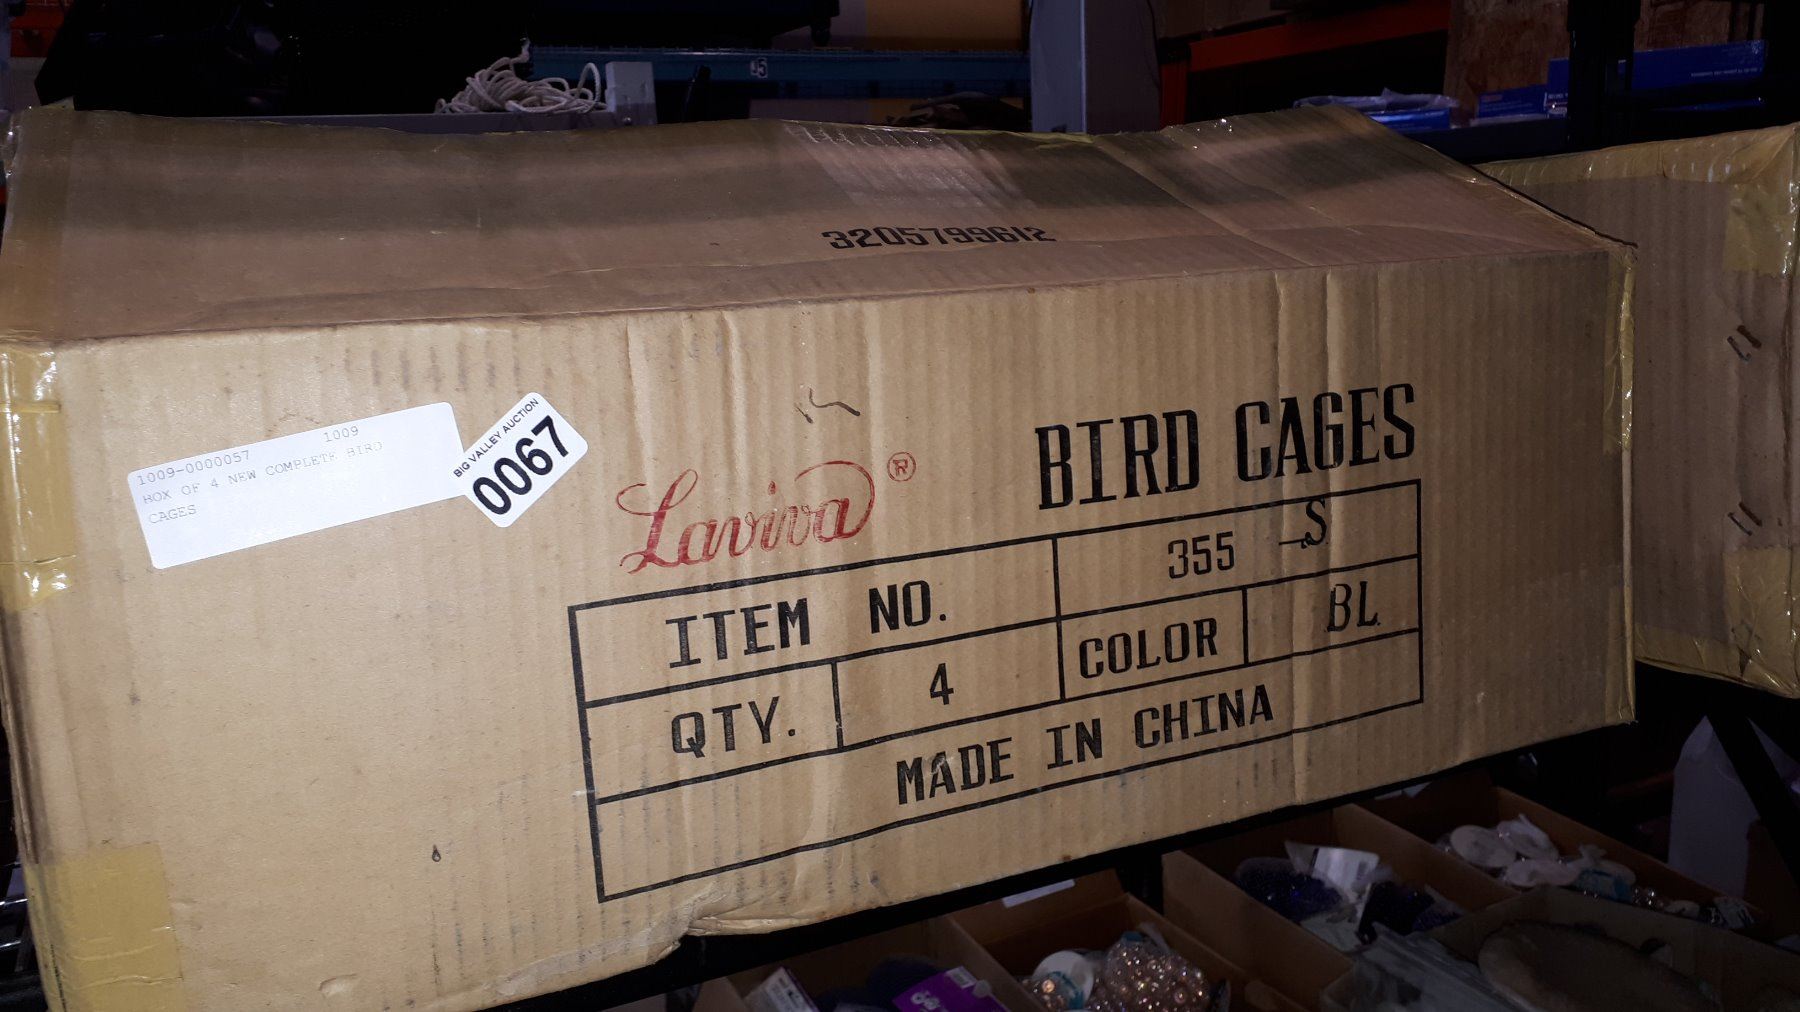 3205799612
1009
1009-0000057
BOX OF 4 NEW COMPLETE BIRD
CAGES
BIG VALLEY AUCTION
0067
Laviva®
BIRD CAGES
ITEM NO. 355 -S
QTY. 4 COLOR BL
MADE IN CHINA